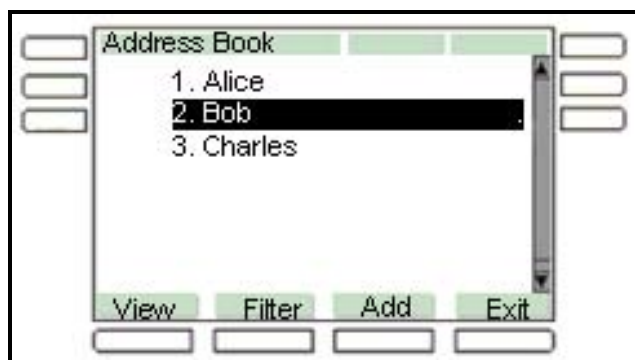 Address Book
1. Alice
2. Bob .
3. Charles
View Filter Add Exit